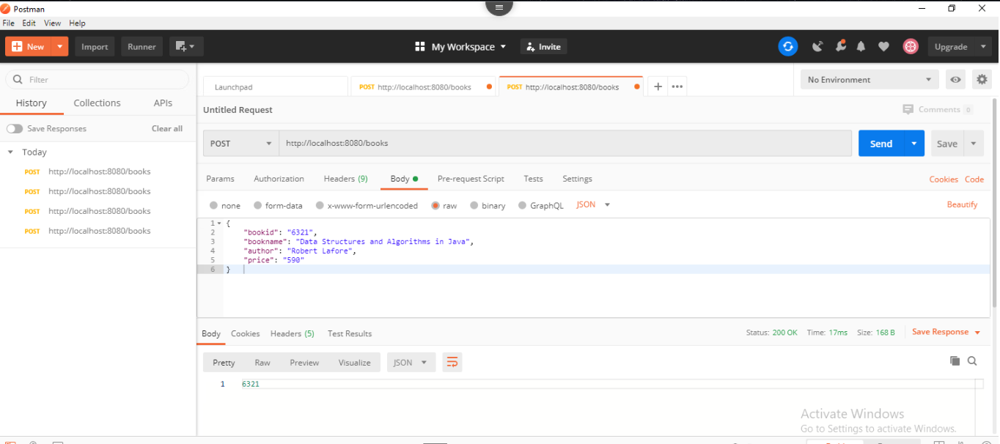 Postman
File Edit View Help
New Import Runner My Workspace Invite Upgrade
Filter
History Collections APIs
Save Responses Clear all
Today
POST http://localhost:8080/books
POST http://localhost:8080/books
POST http://localhost:8080/books
POST http://localhost:8080/books
Launchpad POST http://localhost:8080/books POST http://localhost:8080/books + ••• No Environment
Untitled Request Comments 0
POST http://localhost:8080/books Send Save
Params Authorization Headers (9) Body Pre-request Script Tests Settings Cookies Code
none form-data x-www-form-urlencoded raw binary GraphQL JSON Beautify
1 {
2 "bookid": "6321",
3 "bookname": "Data Structures and Algorithms in Java",
4 "author": "Robert Lafore",
5 "price": "590"
6 }
Body Cookies Headers (5) Test Results Status: 200 OK Time: 17ms Size: 168 B Save Response
Pretty Raw Preview Visualize JSON
1 6321
Activate Windows
Go to Settings to activate Windows.